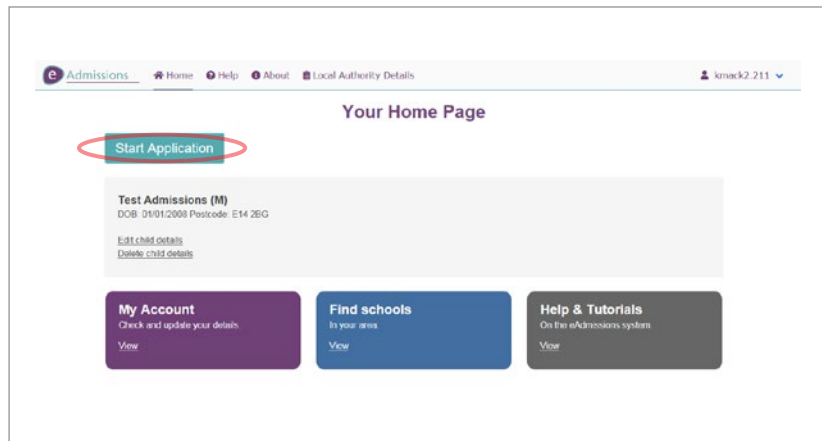 e Admissions Home Help About Local Authority Details kmack2.211
Your Home Page
Start Application
Test Admissions (M)
DOB: 01/01/2008 Postcode: E14 2BG
Edit child details
Delete child details
My Account
Check and update your details.
View
Find schools
In your area.
View
Help & Tutorials
On the eAdmissions system.
View